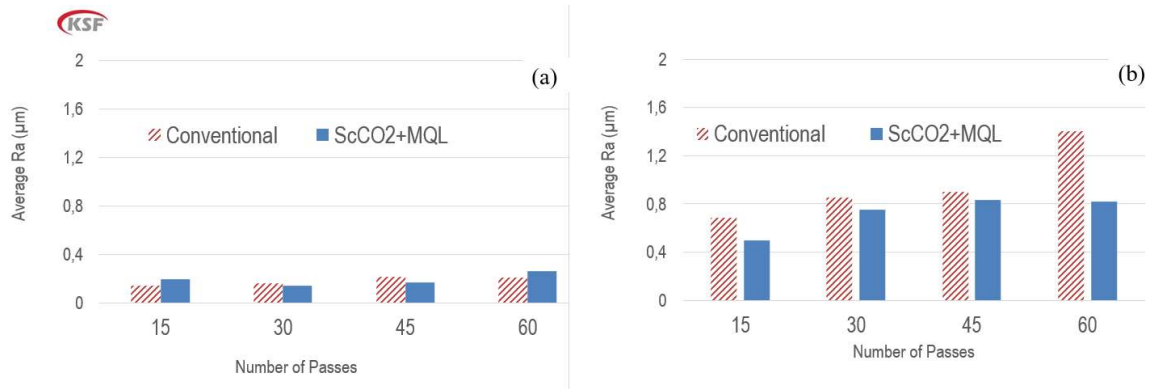 KSF
(a)
2
1,6
1,2
0,8
0,4
0
Average Ra (µm)
Conventional
ScCO2+MQL
15
30
45
60
Number of Passes
(b)
2
1,6
1,2
0,8
0,4
0
Average Ra (µm)
Conventional
ScCO2+MQL
15
30
45
60
Number of Passes